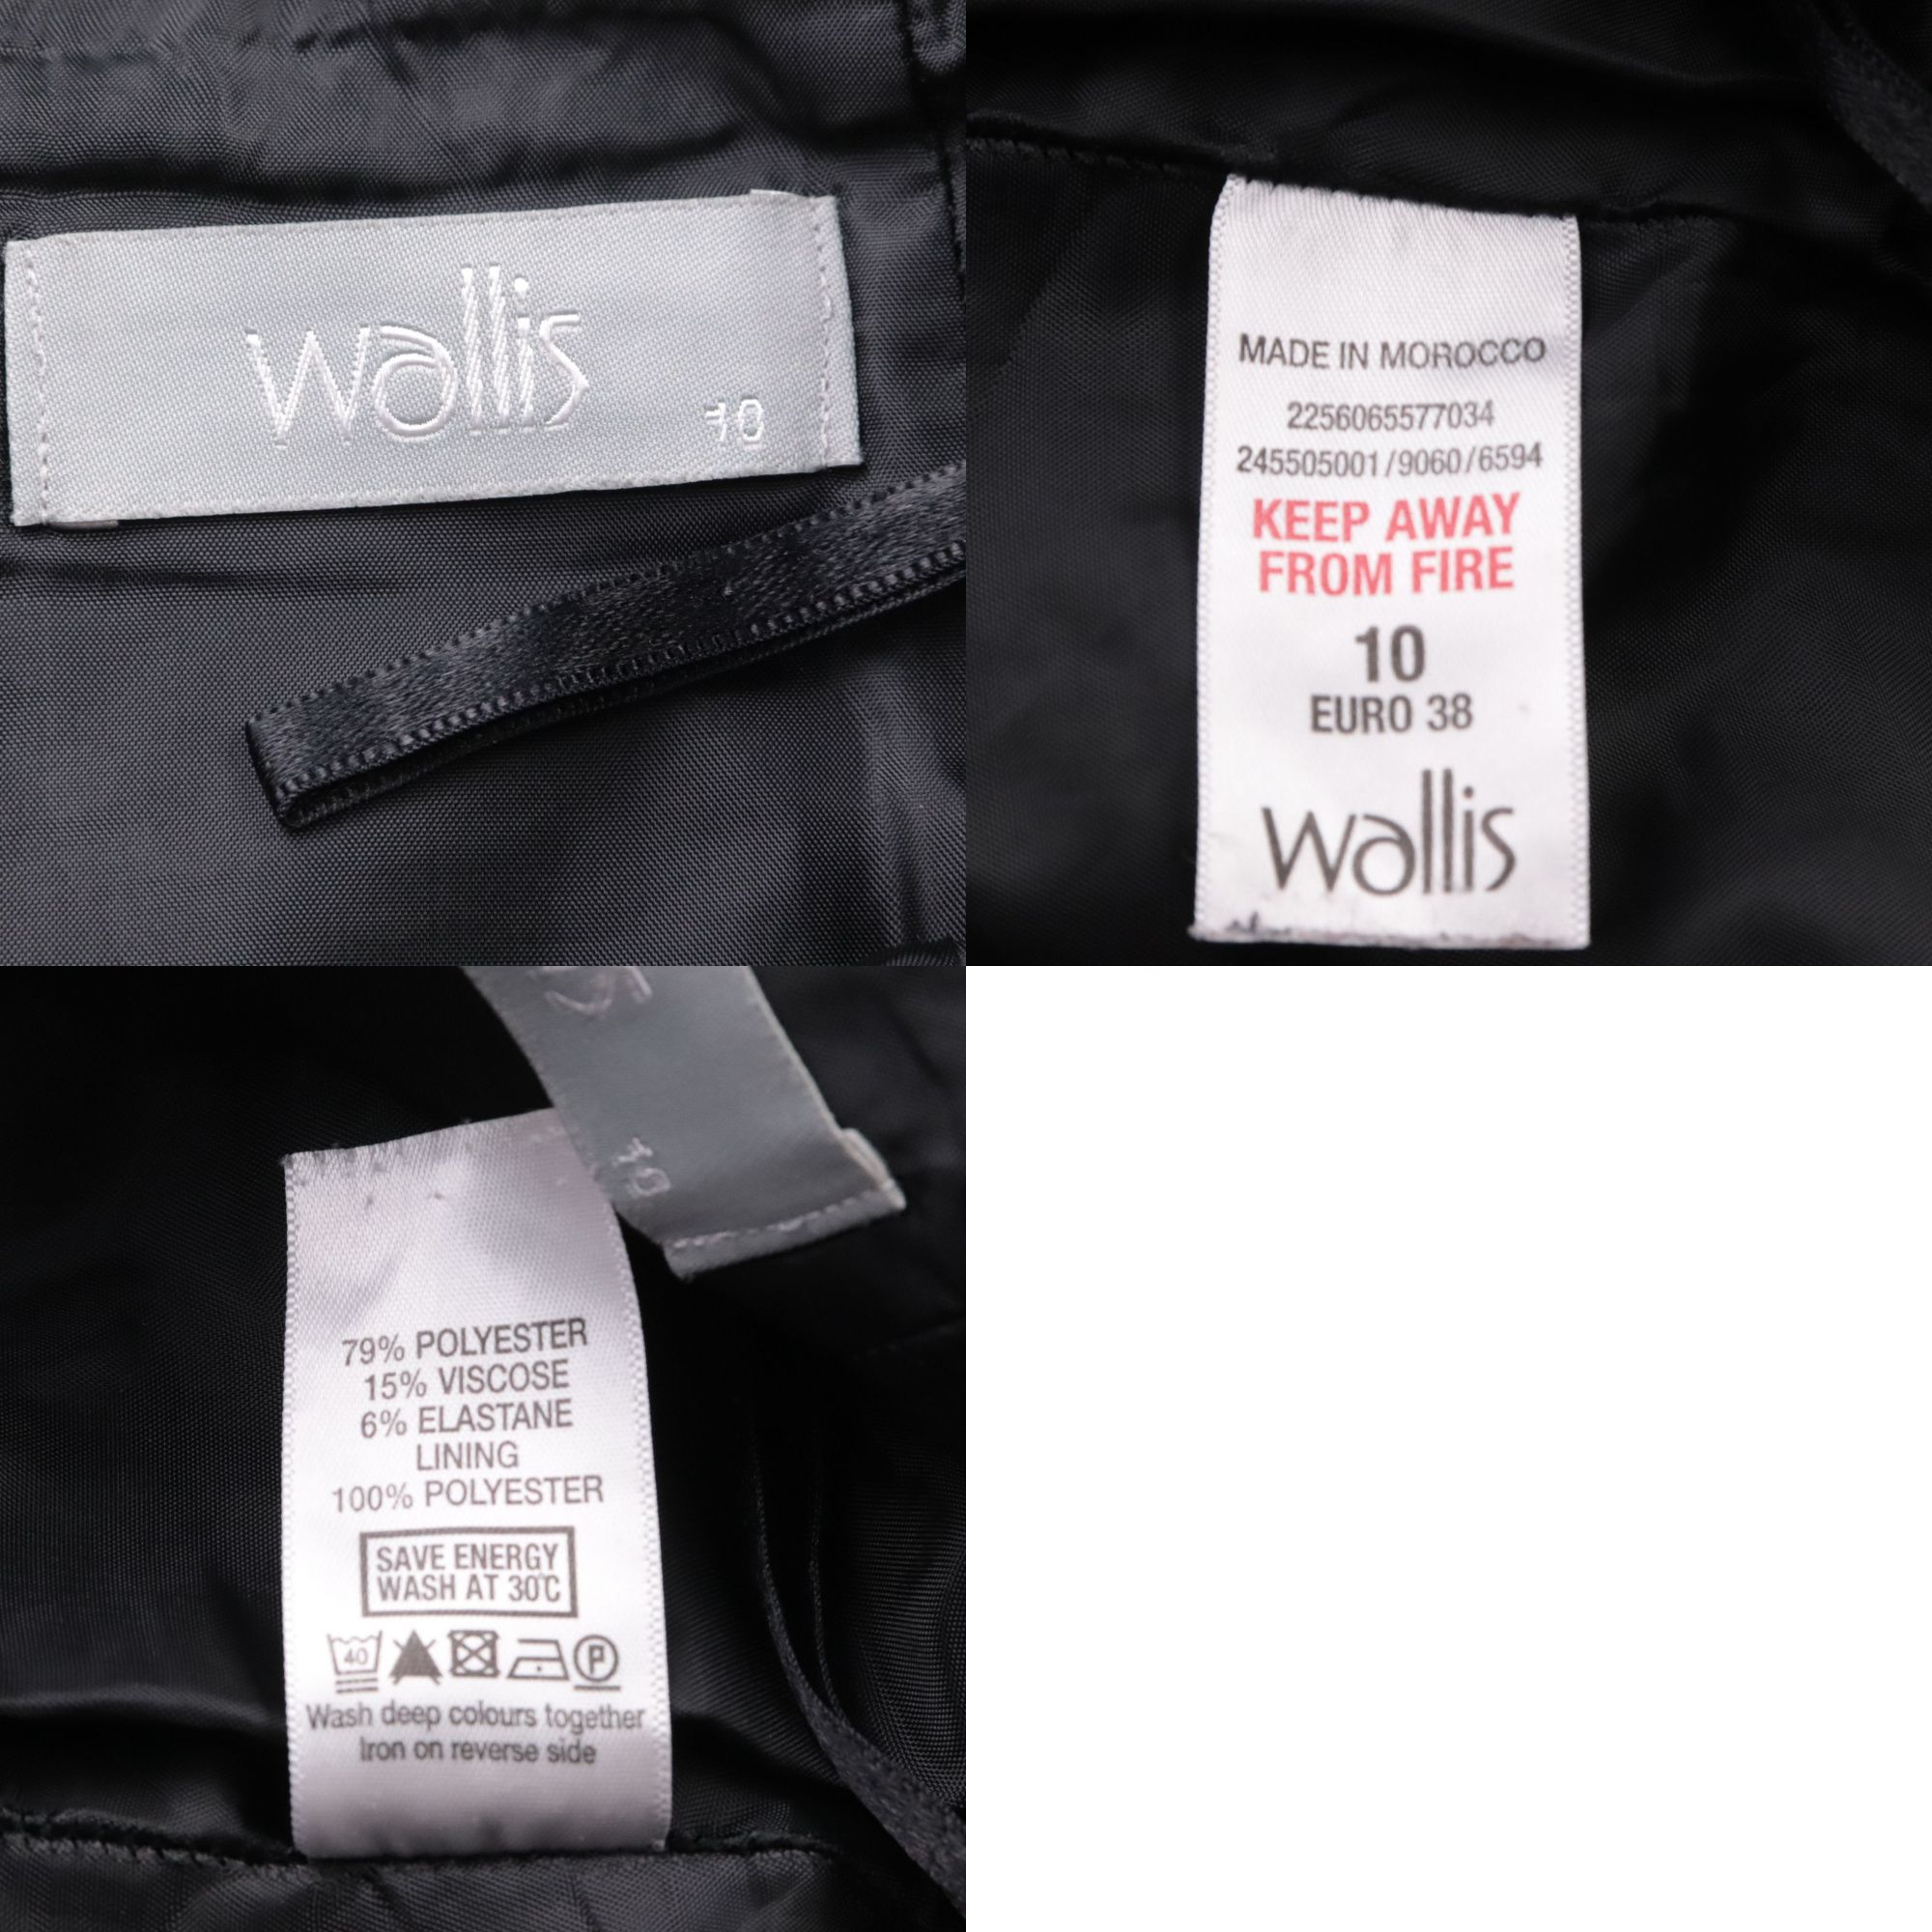 wallis
10
MADE IN MOROCCO
2256065577034
245505001/9060/6594
KEEP AWAY
FROM FIRE
10
EURO 38
wallis
10
79% POLYESTER
15% VISCOSE
6% ELASTANE
LINING
100% POLYESTER
SAVE ENERGY
WASH AT 30°C
40
P
Wash deep colours together
Iron on reverse side